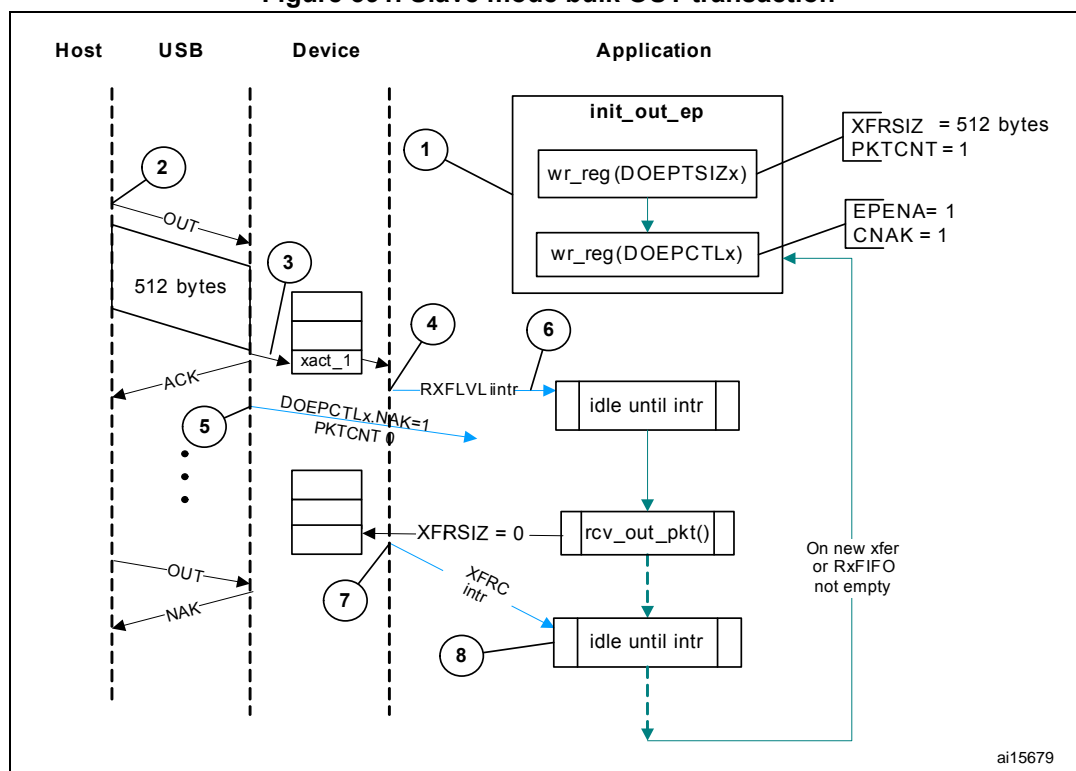 Figure 391. Slave mode bulk OUT transaction
Host USB Device Application
init_out_ep
1
wr_reg(DOEPTSIZx)
XFRSIZ = 512 bytes
PKTCNT = 1
2
OUT
wr_reg(DOEPCTLx)
EPENA= 1
CNAK = 1
512 bytes
3
4
6
xact_1
ACK
RXFLVL iintr
idle until intr
5
DOEPCTLx.NAK=1
PKTCNT 0
XFRSIZ = 0
rcv_out_pkt()
On new xfer
or RxFIFO
not empty
OUT
XFRC
intr
NAK
7
8
idle until intr
ai15679